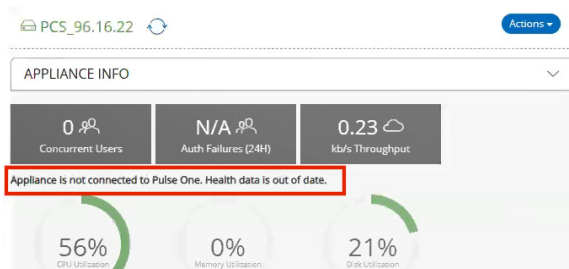 PCS_96.16.22
Actions
APPLIANCE INFO
0
Concurrent Users
N/A
Auth Failures (24H)
0.23
kb/s Throughput
Appliance is not connected to Pulse One. Health data is out of date.
56%
CPU Utilization
0%
Memory Utilization
21%
Disk Utilization